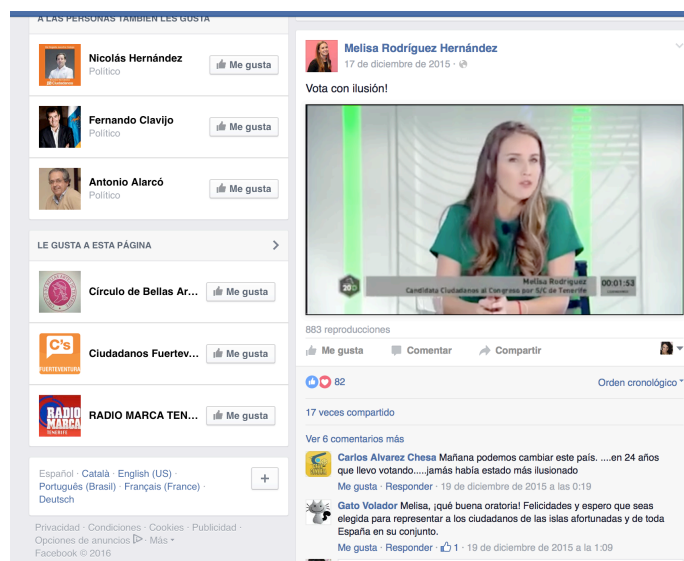 A LAS PERSONAS TAMBIÉN LES GUSTA
Nicolás Hernández
Político
Me gusta
Fernando Clavijo
Político
Me gusta
Antonio Alarcó
Político
Me gusta
LE GUSTA A ESTA PÁGINA
Círculo de Bellas Ar...
Me gusta
C's
FUERTEVENTURA
Ciudadanos Fuertev...
Me gusta
RADIO
MARCA
TENERIFE
RADIO MARCA TEN...
Me gusta
Español · Català · English (US) ·
Português (Brasil) · Français (France) ·
Deutsch
+
Privacidad · Condiciones · Cookies · Publicidad ·
Opciones de anuncios · Más
Facebook © 2016
Melisa Rodríguez Hernández
17 de diciembre de 2015 ·
Vota con ilusión!
20D
Melisa Rodríguez
Candidata Ciudadanos al Congreso por S/C de Tenerife
00:01:53
883 reproducciones
Me gusta Comentar Compartir
82
Orden cronológico
17 veces compartido
Ver 6 comentarios más
Carlos Alvarez Chesa Mañana podemos cambiar este país. ....en 24 años
que llevo votando.....jamás había estado más ilusionado
Me gusta · Responder · 19 de diciembre de 2015 a las 0:19
Gato Volador Melisa, ¡qué buena oratoria! Felicidades y espero que seas
elegida para representar a los ciudadanos de las islas afortunadas y de toda
España en su conjunto.
Me gusta · Responder · 1 · 19 de diciembre de 2015 a la 1:09